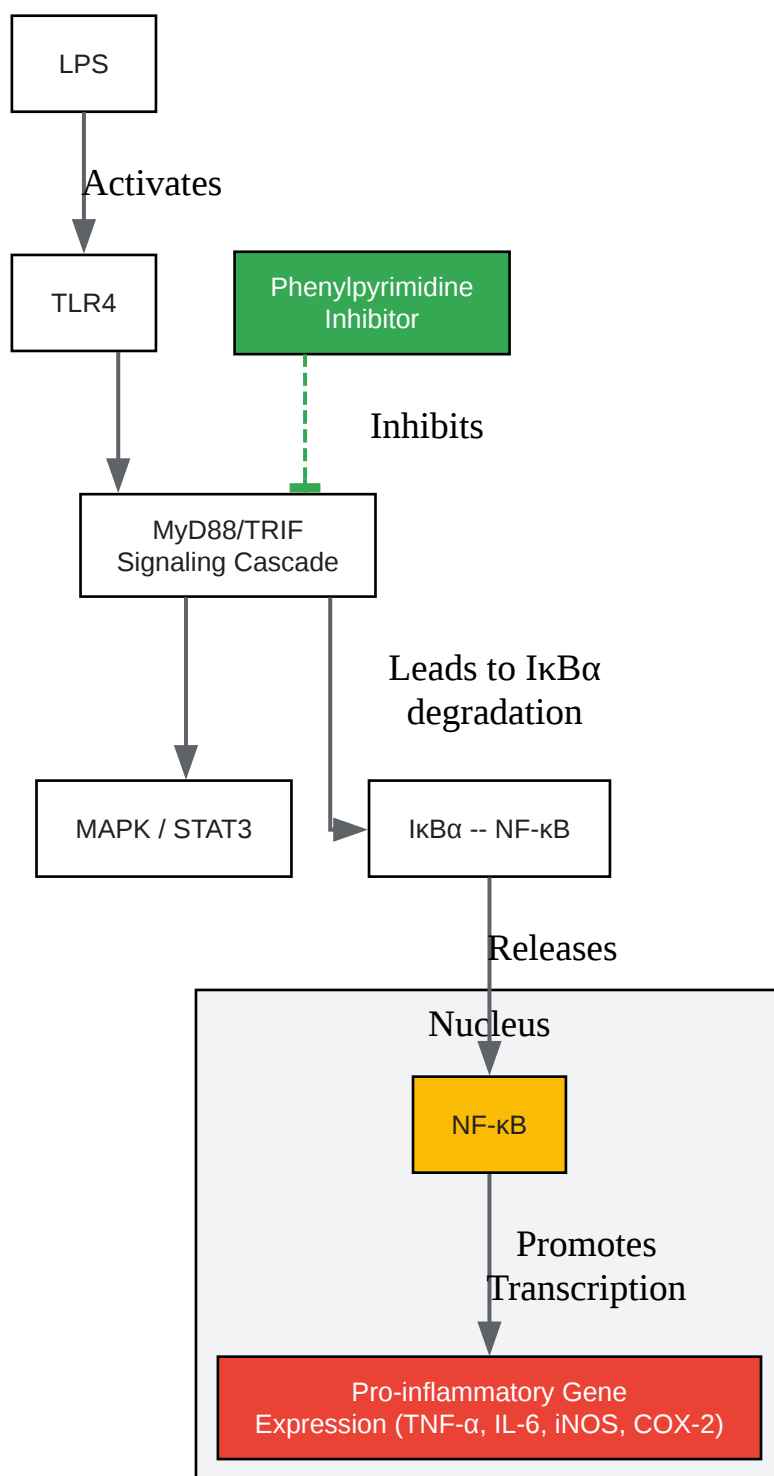 LPS
Activates
TLR4
Phenylpyrimidine
Inhibitor
Inhibits
MyD88/TRIF
Signaling Cascade
Leads to IκBα
degradation
MAPK / STAT3
IκBα -- NF-κB
Releases
Nucleus
NF-κB
Promotes
Transcription
Pro-inflammatory Gene
Expression (TNF-α, IL-6, iNOS, COX-2)